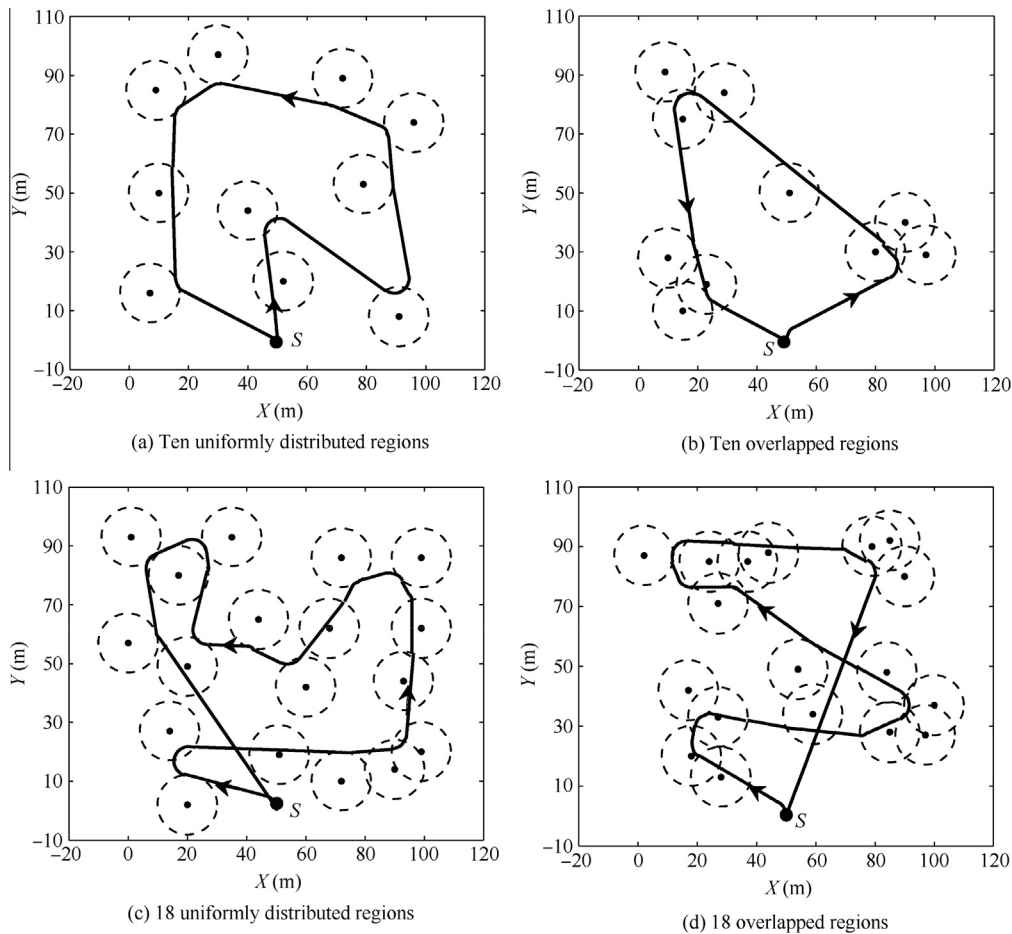 110
90
70
50
30
10
−10
Y (m)
−20 0 20 40 60 80 100 120
X (m)
S
(a) Ten uniformly distributed regions
110
90
70
50
30
10
−10
Y (m)
−20 0 20 40 60 80 100 120
X (m)
S
(b) Ten overlapped regions
110
90
70
50
30
10
−10
Y (m)
−20 0 20 40 60 80 100 120
X (m)
S
(c) 18 uniformly distributed regions
110
90
70
50
30
10
−10
Y (m)
−20 0 20 40 60 80 100 120
X (m)
S
(d) 18 overlapped regions